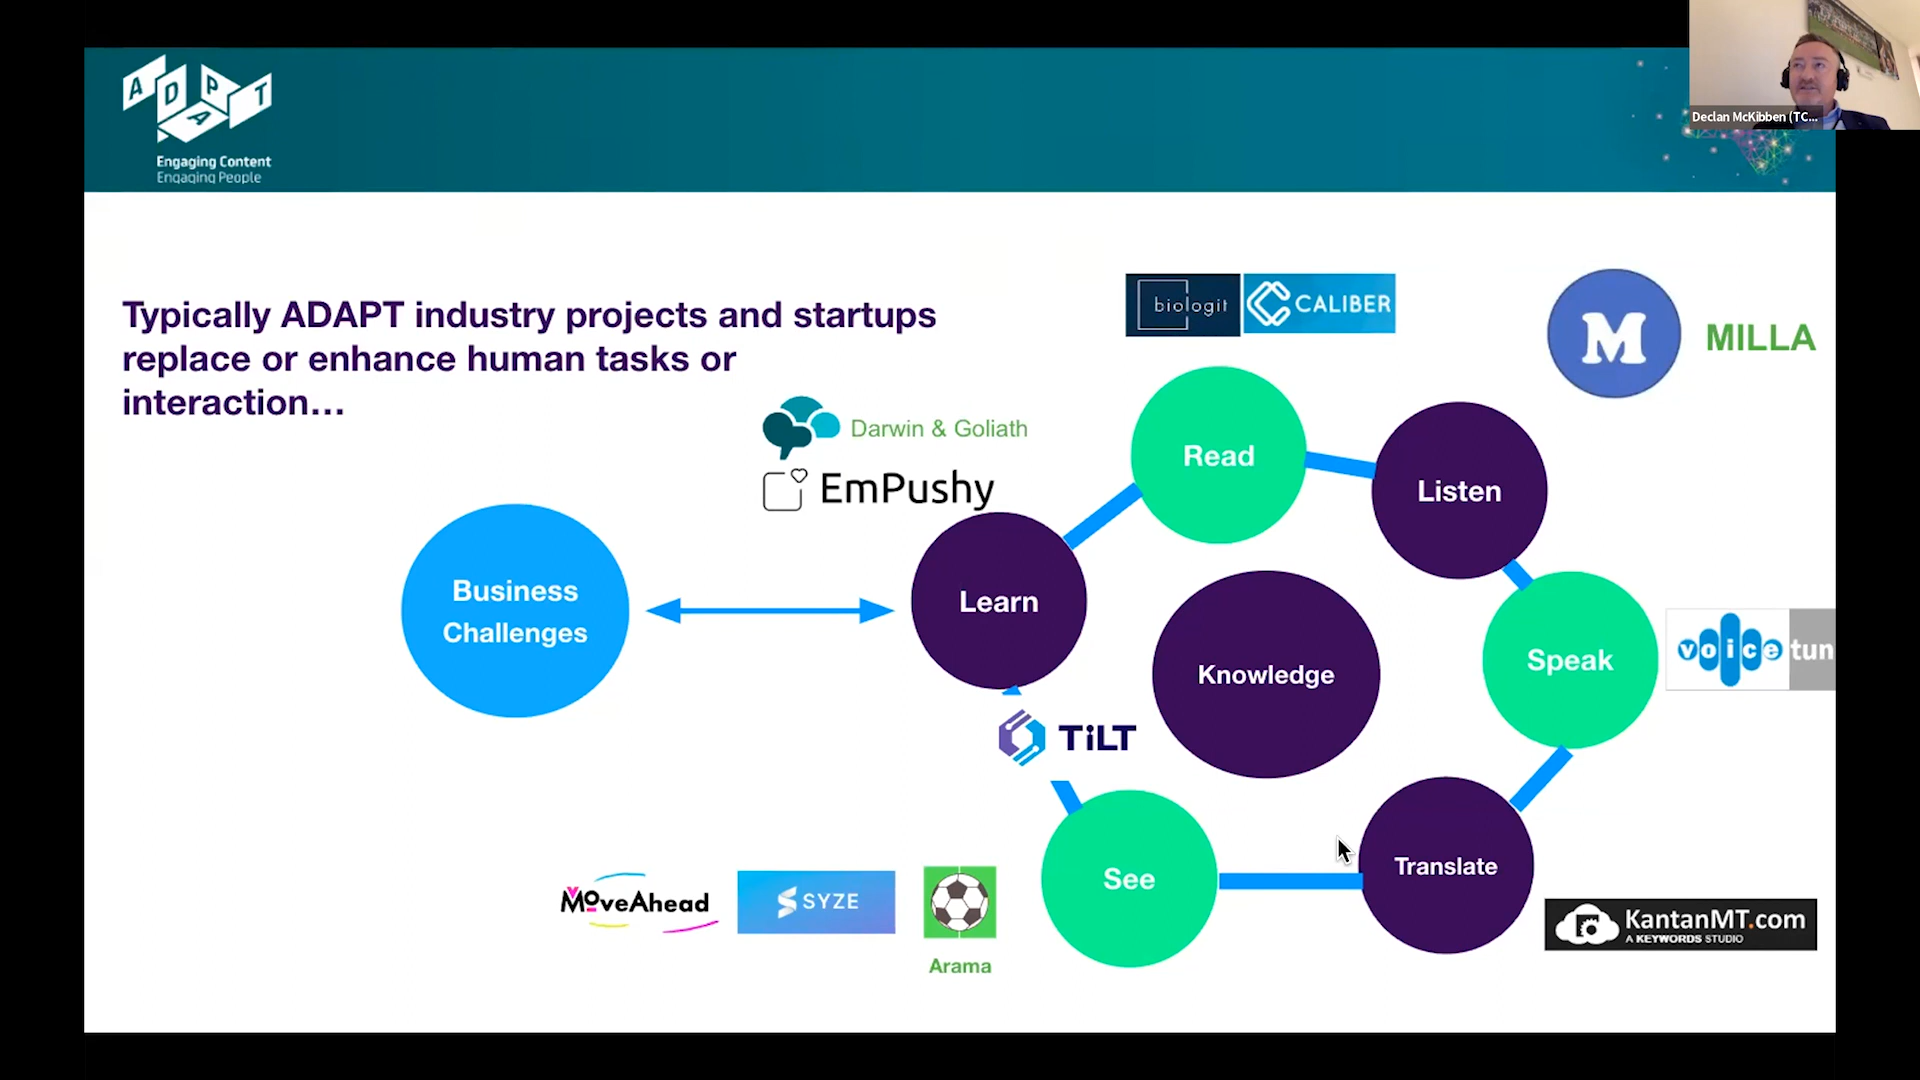 ADAPT
Engaging Content
Engaging People
Declan McKibben (TC...
Typically ADAPT industry projects and startups
replace or enhance human tasks or
interaction...
biologit
CALIBER
M
MILLA
Darwin & Goliath
EmPushy
Read
Listen
Business
Challenges
Learn
Knowledge
Speak
voice tun
TiLT
See
Translate
MoveAhead
SYZE
Arama
KantanMT.com
A KEYWORDS STUDIO